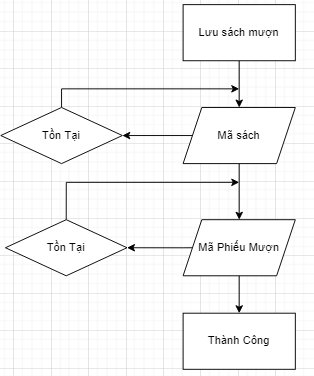 Lưu sách mượn
Tồn Tại
Mã sách
Tồn Tại
Mã Phiếu Mượn
Thành Công